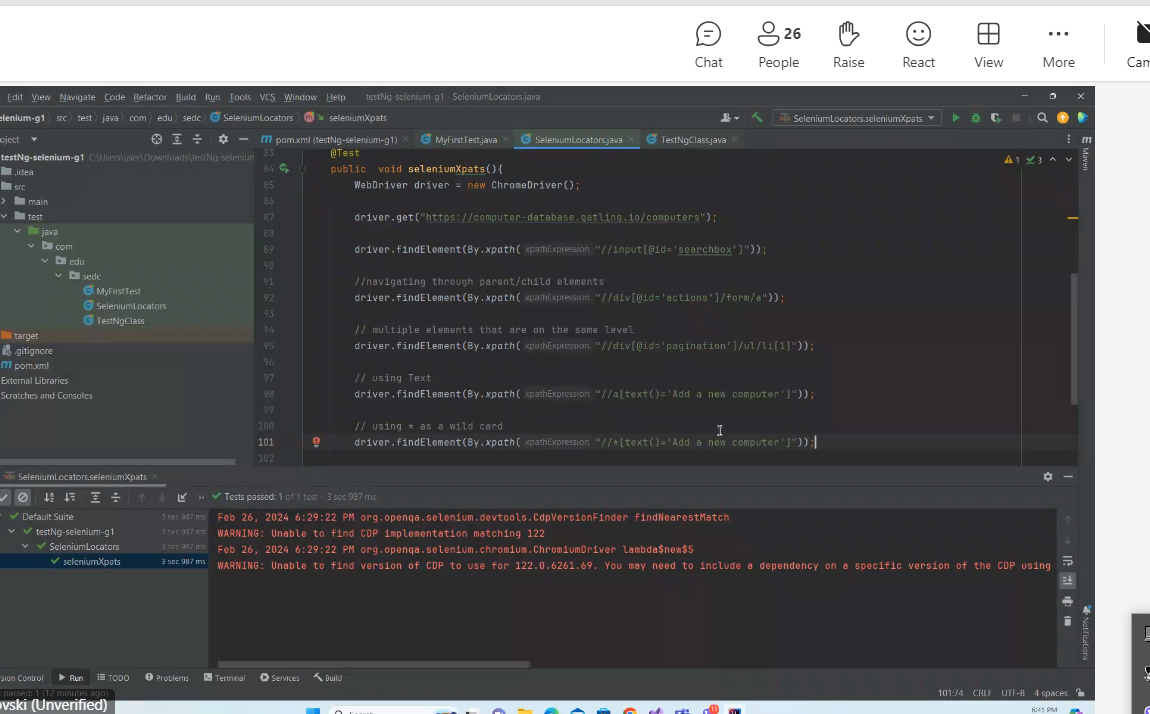 26
Chat People Raise React View More Cam
Edit View Navigate Code Refactor Build Run Tools VCS Window Help testNg-selenium-g1 - SeleniumLocators.java
elenium-g1 src test java com edu sedc SeleniumLocators seleniumXpats SeleniumLocators.seleniumXpats
oject pom.xml (testNg-selenium-g1) MyFirstTest.java SeleniumLocators.java TestNgClass.java
testNg-selenium-g1 C:\Users\user\Downloads\testNg-selenium
.idea
src
main
test
java
com
edu
sedc
MyFirstTest
SeleniumLocators
TestNgClass
target
.gitignore
pom.xml
External Libraries
Scratches and Consoles
1 3
Maven
83 @Test
84 public void seleniumXpats(){
85 WebDriver driver = new ChromeDriver();
86
87 driver.get("https://computer-database.gatling.io/computers");
88
89 driver.findElement(By.xpath( xpathExpression: "//input[@id='searchbox']"));
90
91 //navigating through parent/child elements
92 driver.findElement(By.xpath( xpathExpression: "//div[@id='actions']/form/a"));
93
94 // multiple elements that are on the same level
95 driver.findElement(By.xpath( xpathExpression: "//div[@id='pagination']/ul/li[1]"));
96
97 // using Text
98 driver.findElement(By.xpath( xpathExpression: "//a[text()='Add a new computer']"));
99
100 // using * as a wild card
101 driver.findElement(By.xpath( xpathExpression: "//*[text()='Add a new computer']"));
102
SeleniumLocators.seleniumXpats
Tests passed: 1 of 1 test – 3 sec 987 ms
Default Suite 3 sec 987 ms
testNg-selenium-g1 3 sec 987 ms
SeleniumLocators 3 sec 987 ms
seleniumXpats 3 sec 987 ms
Feb 26, 2024 6:29:22 PM org.openqa.selenium.devtools.CdpVersionFinder findNearestMatch
WARNING: Unable to find CDP implementation matching 122
Feb 26, 2024 6:29:22 PM org.openqa.selenium.chromium.ChromiumDriver lambda$new$5
WARNING: Unable to find version of CDP to use for 122.0.6261.69. You may need to include a dependency on a specific version of the CDP using
Notifications
sion Control Run TODO Problems Terminal Services Build
passed: 1 (12 minutes ago) 101:74 CRLF UTF-8 4 spaces
ovski (Unverified)
Search 13 6:41 PM